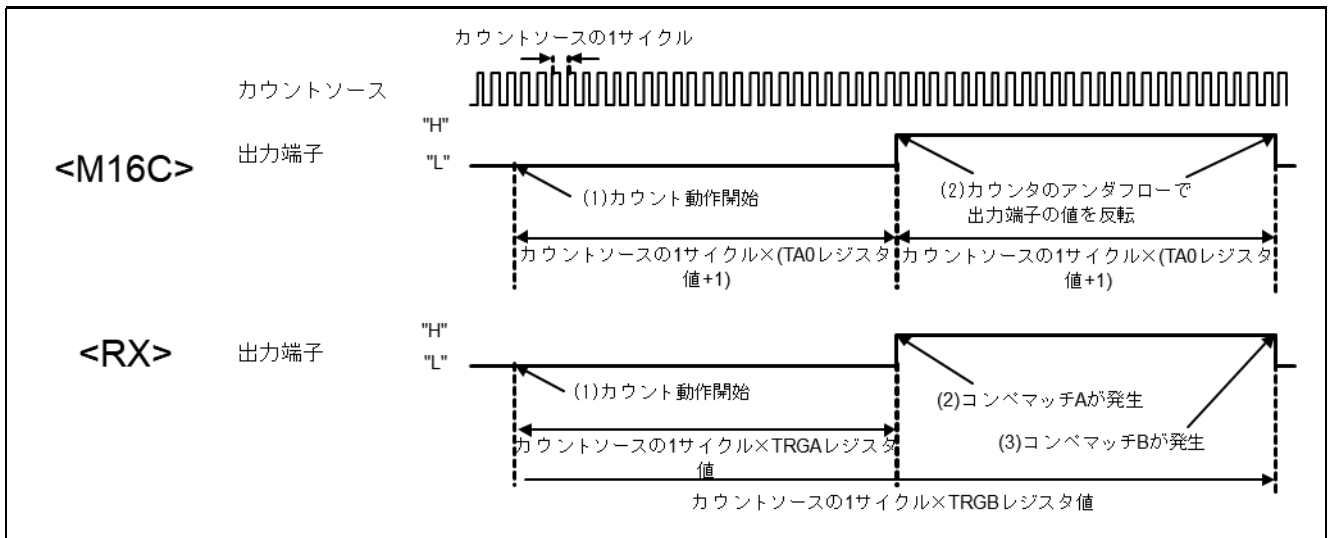 カウントソースの1サイクル
カウントソース
<M16C>
出力端子
"H"
"L"
(1)カウント動作開始
(2)カウンタのアンダフローで
出力端子の値を反転
カウントソースの1サイクル×(TA0レジスタ
値+1)
カウントソースの1サイクル×(TA0レジスタ
値+1)
<RX>
出力端子
"H"
"L"
(1)カウント動作開始
(2)コンペマッチAが発生
(3)コンペマッチBが発生
カウントソースの1サイクル×TRGAレジスタ
値
カウントソースの1サイクル×TRGBレジスタ値